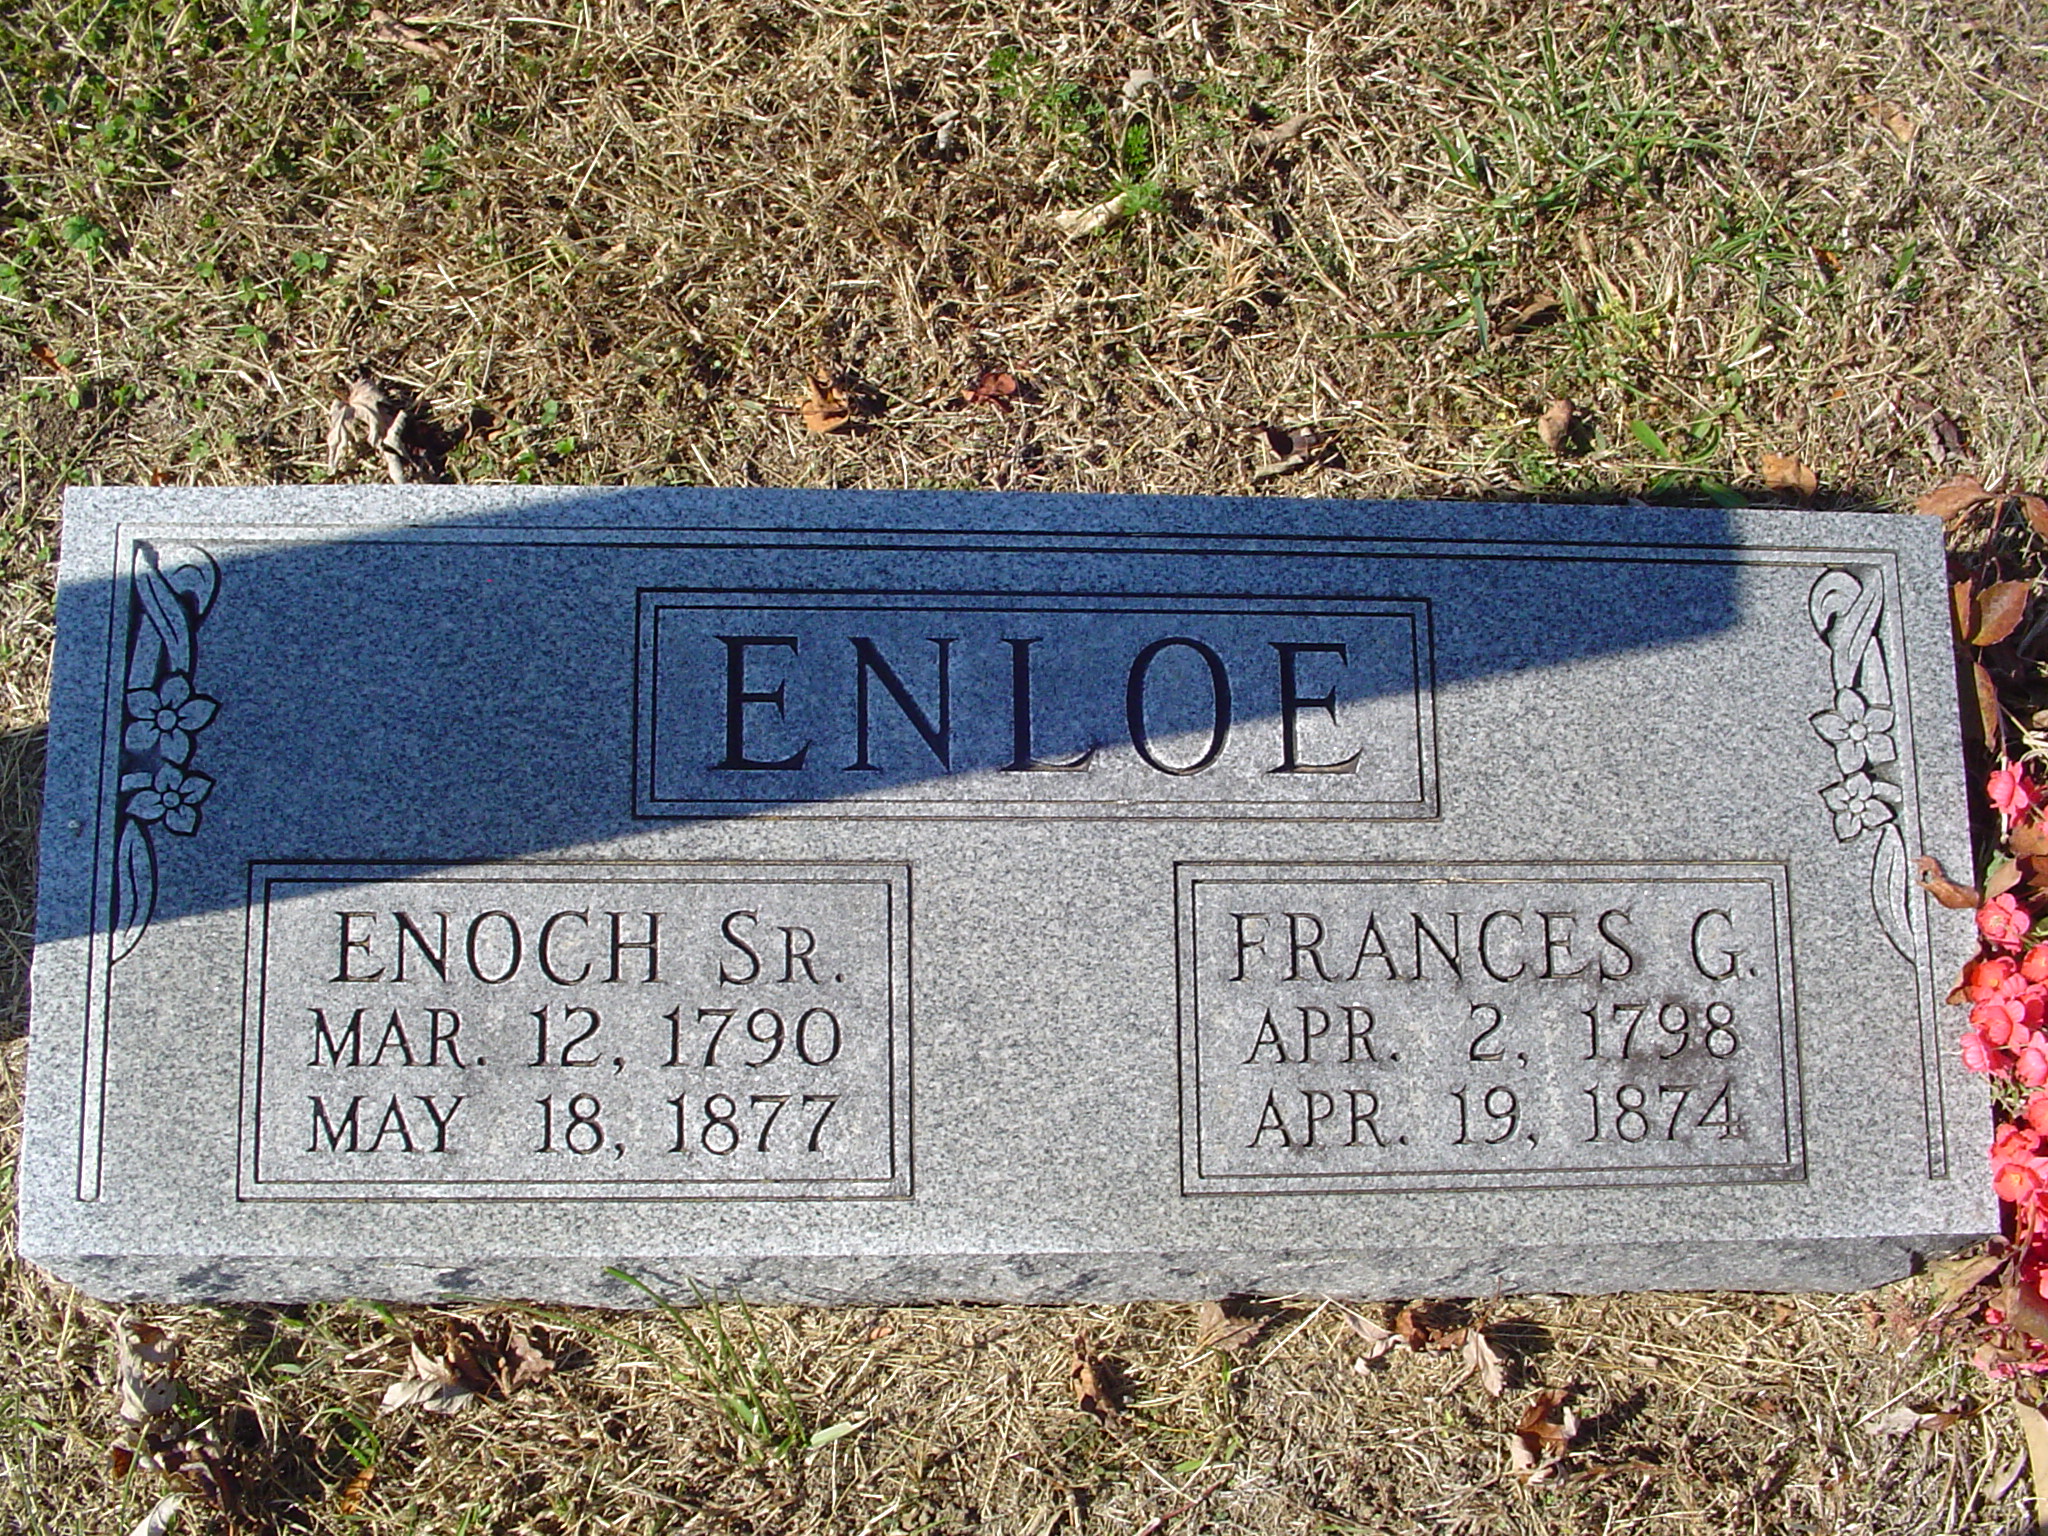 ENLOE
ENOCH SR.
MAR. 12, 1790
MAY 18, 1877
FRANCES G.
APR. 2, 1798
APR. 19, 1874